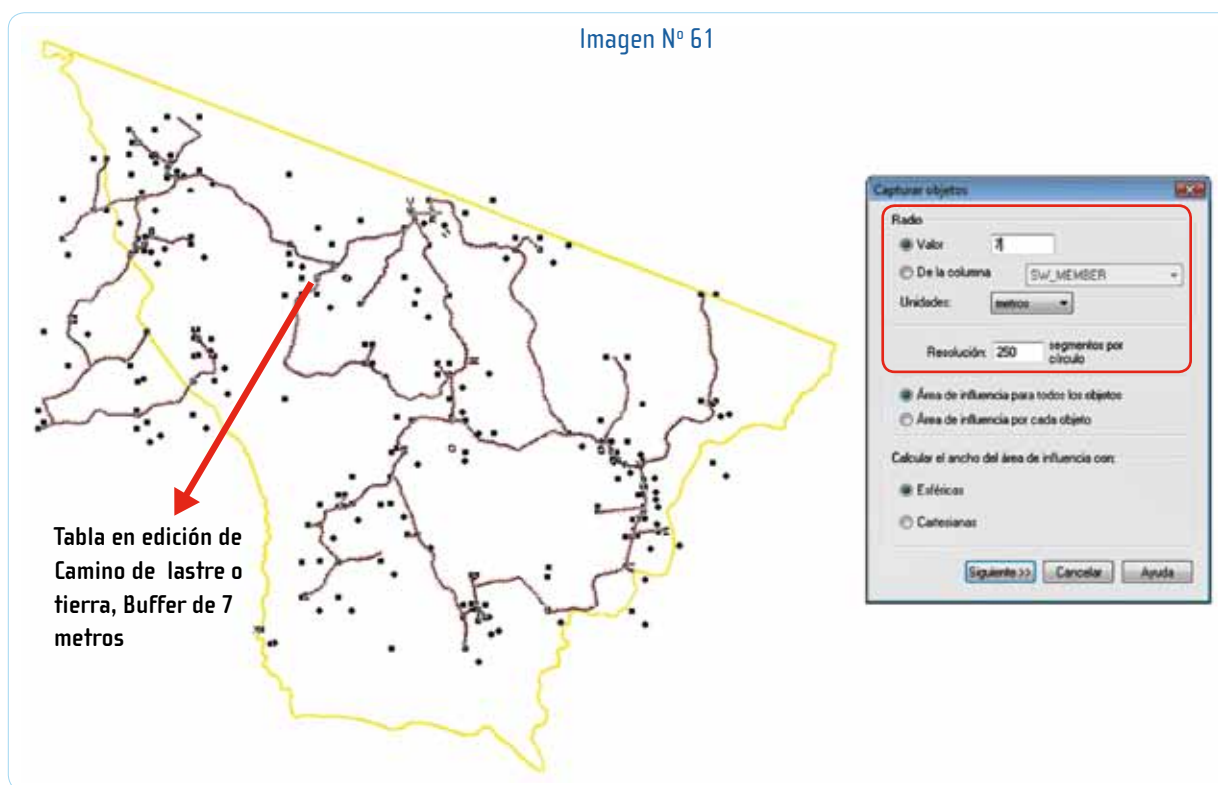 Imagen Nº 61
Tabla en edición de
Camino de lastre o
tierra, Buffer de 7
metros
Capturar objetos
Radio
Valor 7
De la columna SW_MEMBER
Unidades: metros
Resolución: 250 segmentos por
círculo
Área de influencia para todos los objetos
Área de influencia por cada objeto
Calcular el ancho del área de influencia con:
Esféricas
Cartesianas
Siguiente >> Cancelar Ayuda